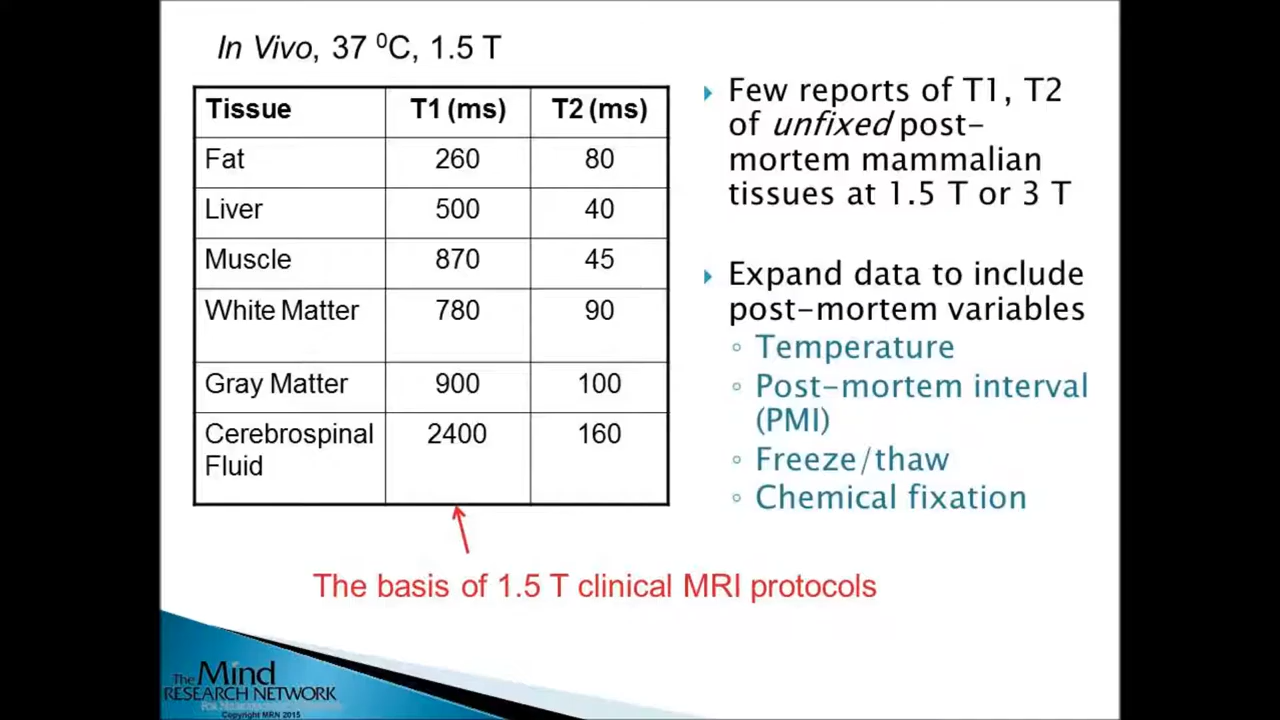 In Vivo, 37 ⁰C, 1.5 T
Tissue T1 (ms) T2 (ms)
Fat 260 80
Liver 500 40
Muscle 870 45
White Matter 780 90
Gray Matter 900 100
Cerebrospinal 2400 160
Fluid
The basis of 1.5 T clinical MRI protocols
Few reports of T1, T2
of unfixed post-
mortem mammalian
tissues at 1.5 T or 3 T
Expand data to include
post-mortem variables
Temperature
Post-mortem interval
(PMI)
Freeze/thaw
Chemical fixation
The Mind
RESEARCH NETWORK
Copyright MRN 2015